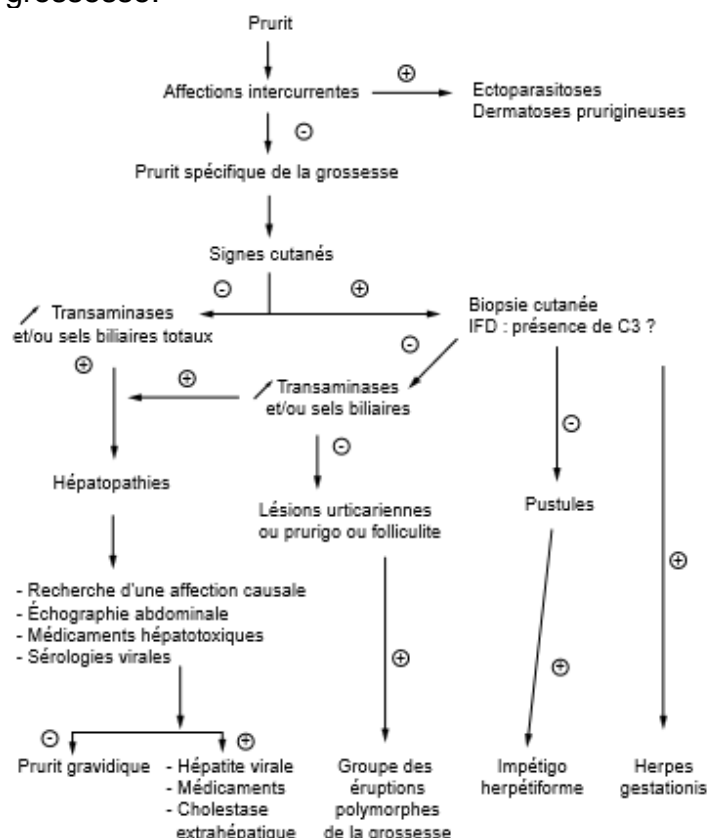 grossesse.
Prurit
Affections intercurrentes
+
Ectoparasitoses
Dermatoses prurigineuses
-
Prurit spécifique de la grossesse
Signes cutanés
-
+
Transaminases
et/ou sels biliaires totaux
Biopsie cutanée
IFD : présence de C3 ?
+
-
+
Transaminases
et/ou sels biliaires
-
-
Hépatopathies
Lésions urticariennes
ou prurigo ou folliculite
Pustules
+
- Recherche d'une affection causale
- Échographie abdominale
- Médicaments hépatotoxiques
- Sérologies virales
+
+
-
+
Prurit gravidique
- Hépatite virale
- Médicaments
- Cholestase
extrahépatique
Groupe des
éruptions
polymorphes
de la grossesse
Impétigo
herpétiforme
Herpes
gestationis